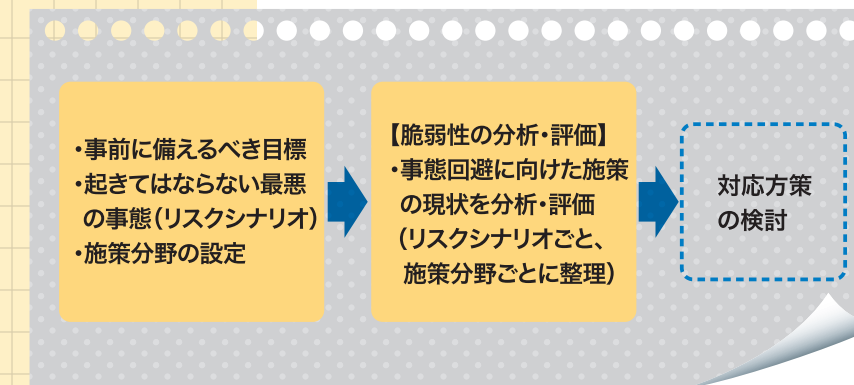 ・事前に備えるべき目標
・起きてはならない最悪
の事態（リスクシナリオ）
・施策分野の設定
【脆弱性の分析・評価】
・事態回避に向けた施策
の現状を分析・評価
（リスクシナリオごと、
施策分野ごとに整理）
対応方策
の検討